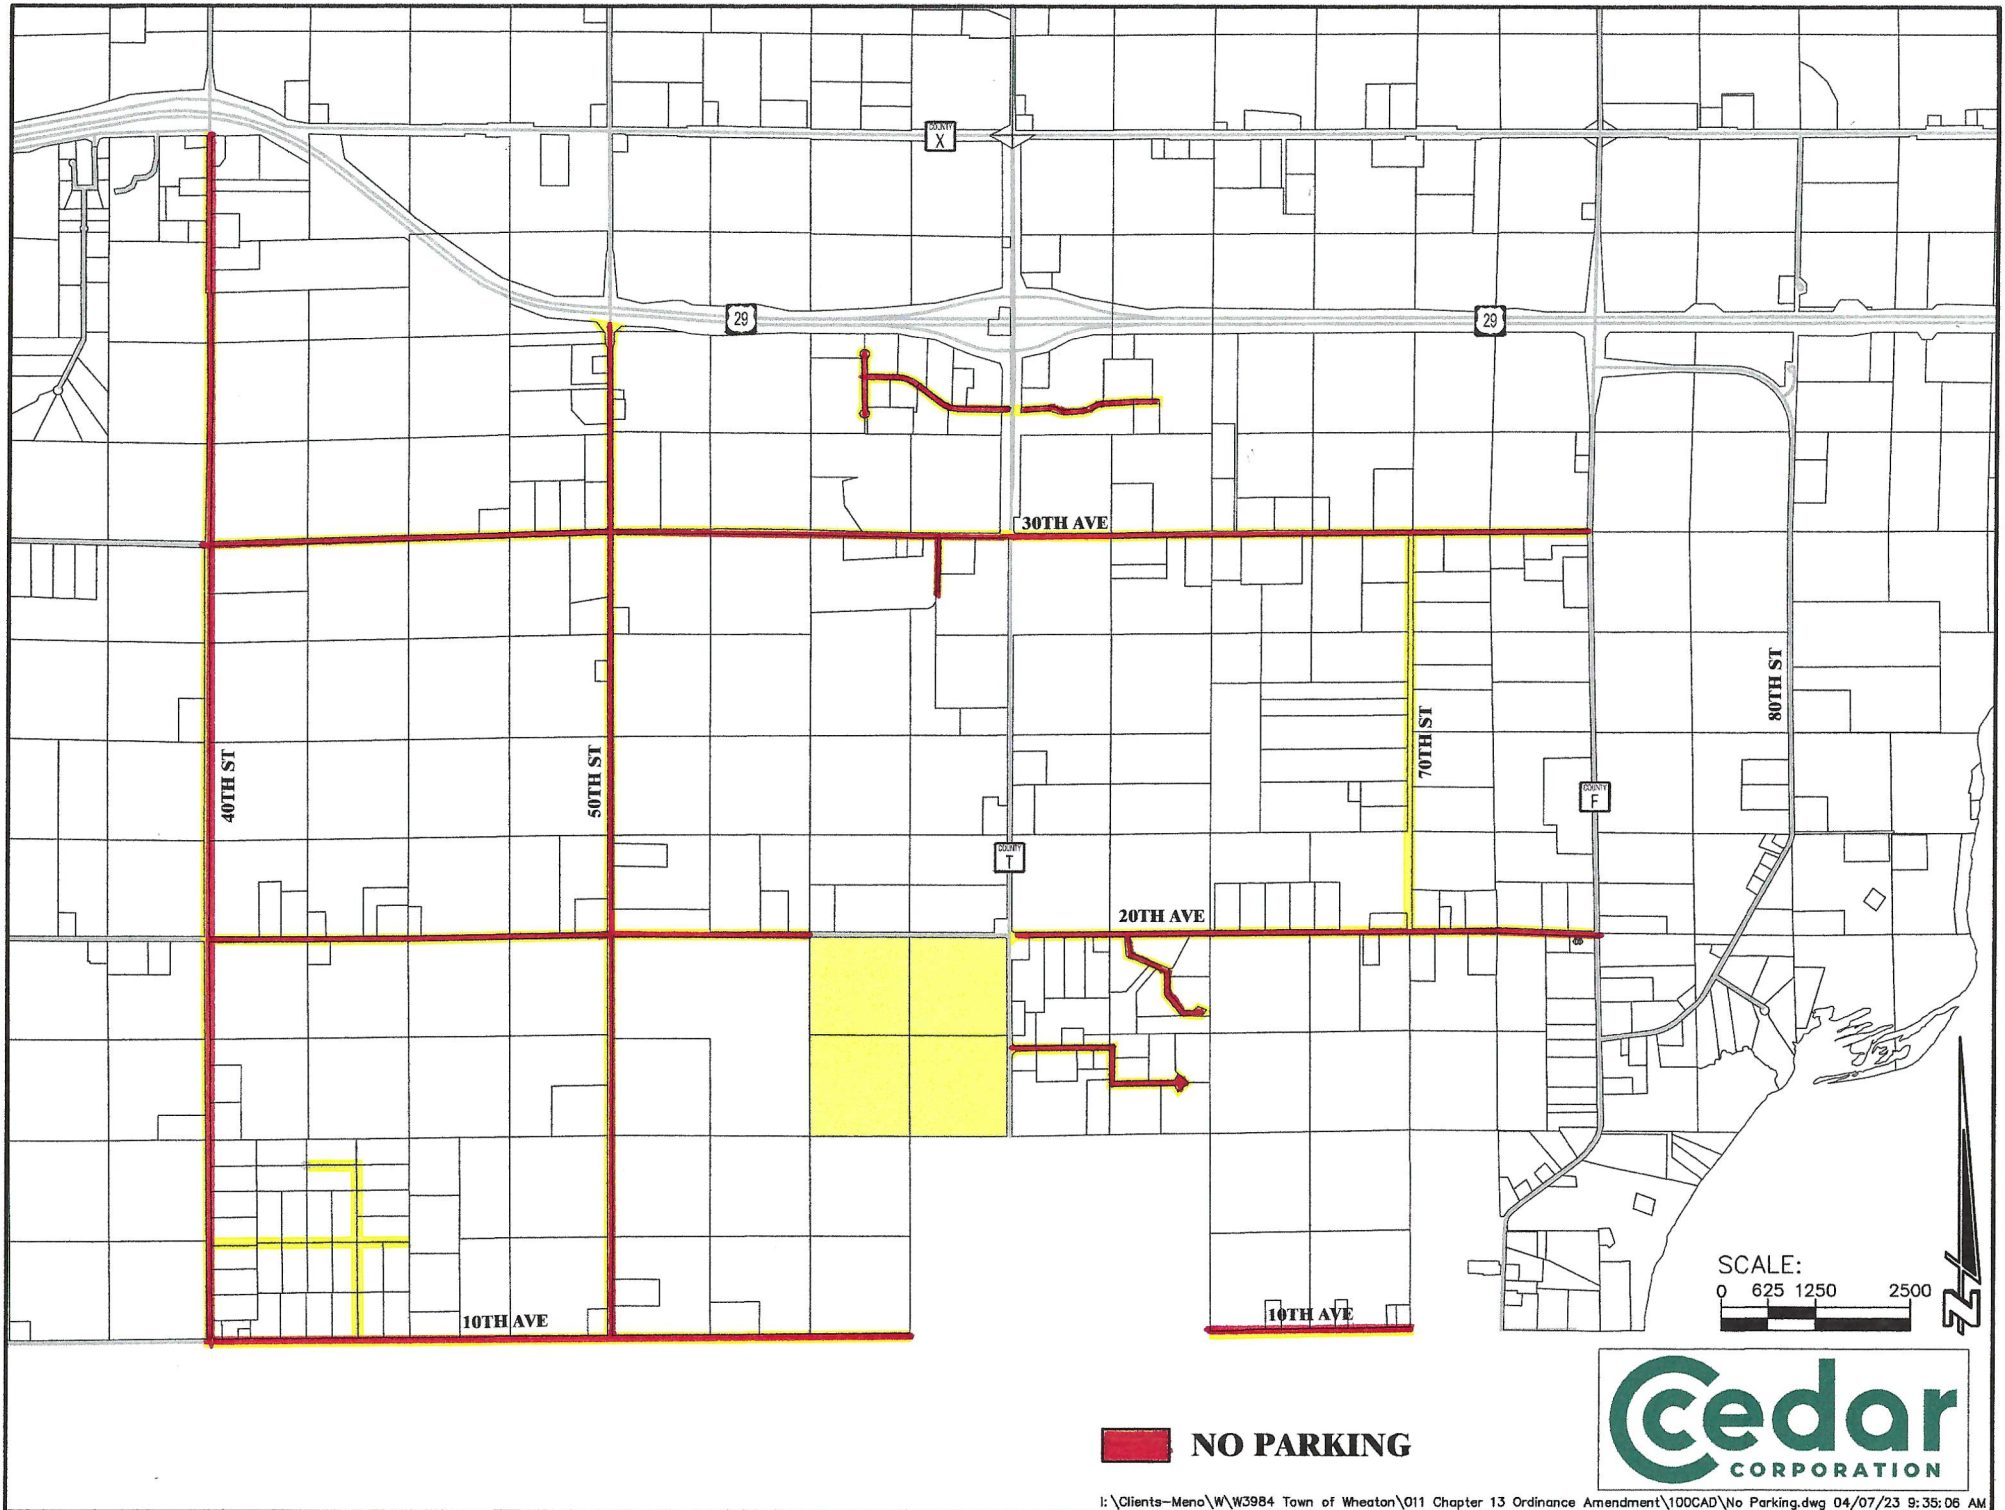 COUNTY
X
29
29
30TH AVE
80TH ST
70TH ST
40TH ST
50TH ST
COUNTY
F
COUNTY
T
20TH AVE
SCALE:
0 625 1250 2500
N
10TH AVE
10TH AVE
cedar
CORPORATION
NO PARKING
I:\Clients-Meno\W\W3984 Town of Wheaton\011 Chapter 13 Ordinance Amendment\100CAD\No Parking.dwg 04/07/23 9:35:06 AM